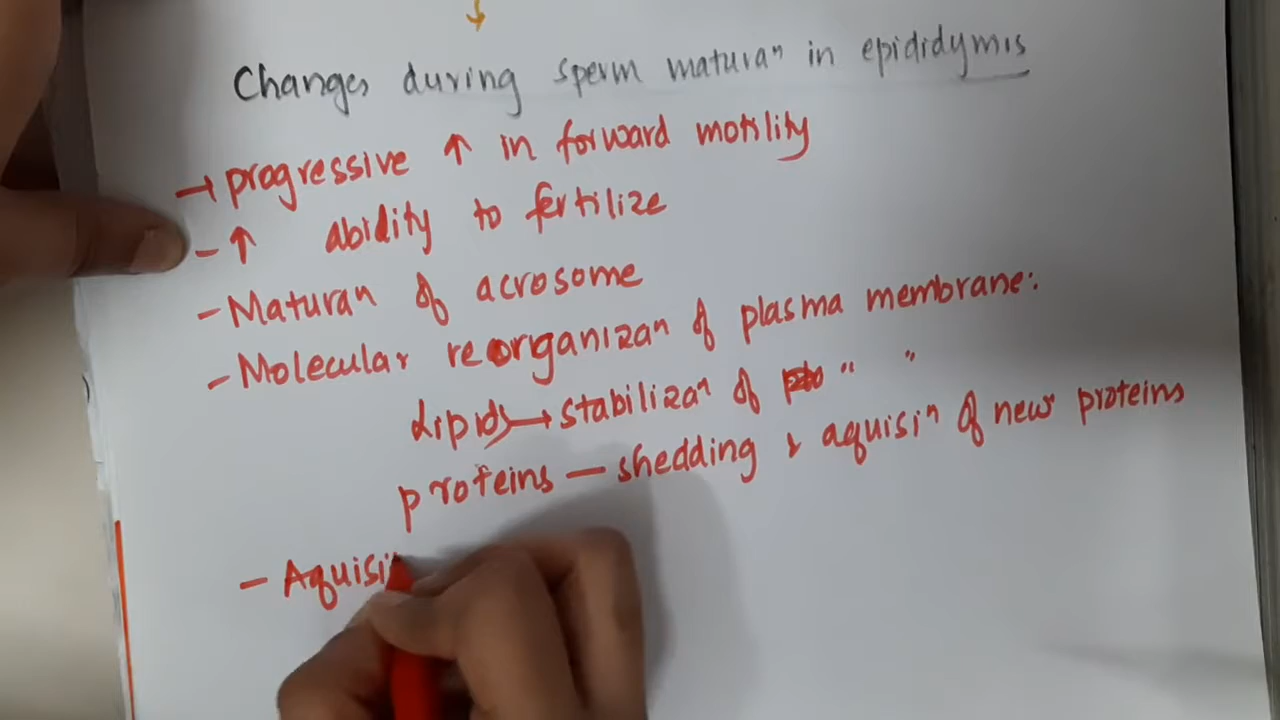 Changes during sperm maturaⁿ in epididymis
→ progressive ↑ in forward motility
- ↑ ability to fertilize
- Maturan of acrosome
- Molecular reorganizaⁿ of plasma membrane:
Lipids → stabilizaⁿ of " "
proteins — shedding & aquisiⁿ of new proteins
- Aquisi